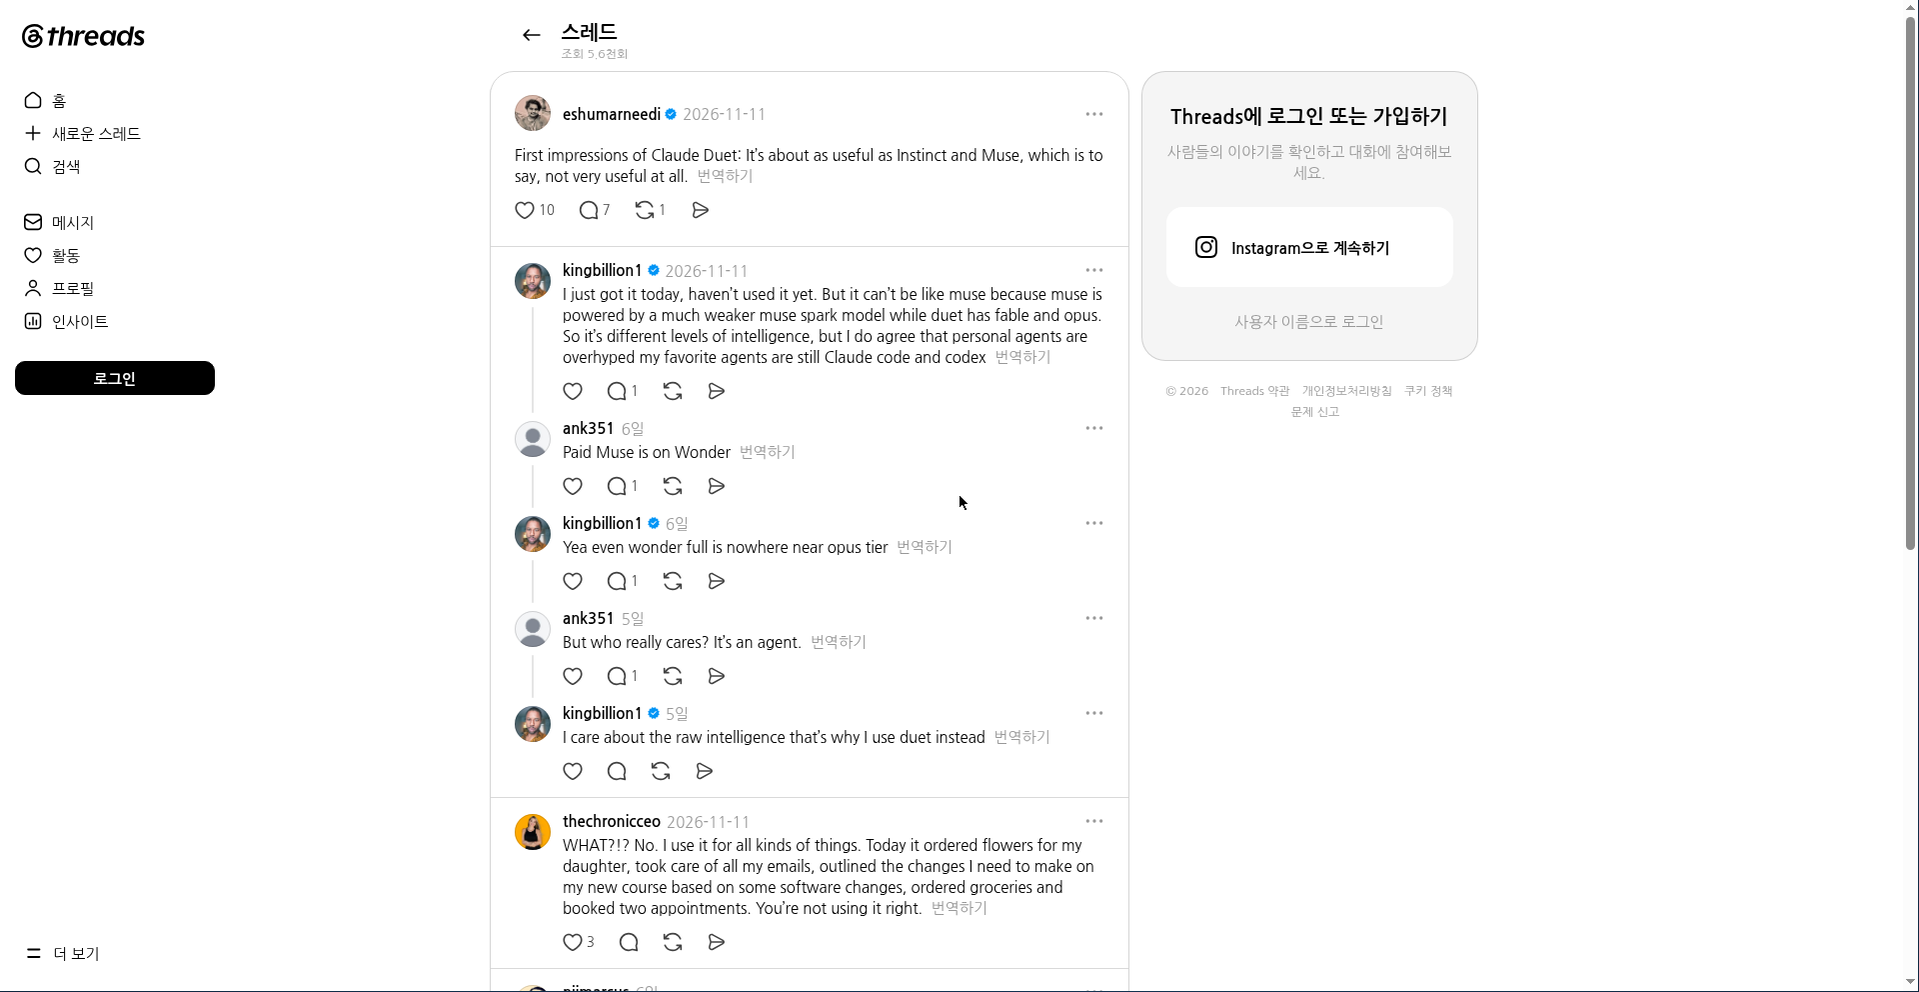 threads
홈
새로운 스레드
검색
메시지
활동
프로필
인사이트
로그인
더 보기
스레드
조회 5.6천회
eshumarneedi 2026-11-11
First impressions of Claude Duet: It's about as useful as Instinct and Muse, which is to
say, not very useful at all. 번역하기
10 7 1
kingbillion1 2026-11-11
I just got it today, haven't used it yet. But it can't be like muse because muse is
powered by a much weaker muse spark model while duet has fable and opus.
So it's different levels of intelligence, but I do agree that personal agents are
overhyped my favorite agents are still Claude code and codex 번역하기
1
ank351 6일
Paid Muse is on Wonder 번역하기
1
kingbillion1 6일
Yea even wonder full is nowhere near opus tier 번역하기
1
ank351 5일
But who really cares? It's an agent. 번역하기
1
kingbillion1 5일
I care about the raw intelligence that's why I use duet instead 번역하기
thechronicceo 2026-11-11
WHAT?!? No. I use it for all kinds of things. Today it ordered flowers for my
daughter, took care of all my emails, outlined the changes I need to make on
my new course based on some software changes, ordered groceries and
booked two appointments. You're not using it right. 번역하기
3
Threads에 로그인 또는 가입하기
사람들의 이야기를 확인하고 대화에 참여해보
세요.
Instagram으로 계속하기
사용자 이름으로 로그인
© 2026 Threads 약관 개인정보처리방침 쿠키 정책
문제 신고